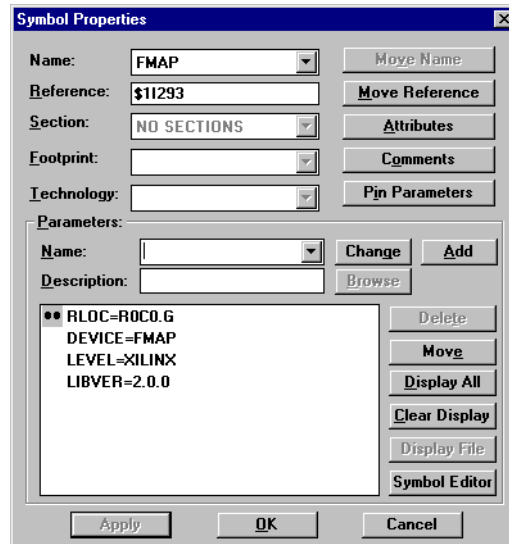 Symbol Properties
Name: FMAP Move Name
Reference: $1I293 Move Reference
Section: NO SECTIONS Attributes
Footprint: Comments
Technology: Pin Parameters
Parameters:
Name: Change Add
Description: Browse
●● RLOC=R0C0.G Delete
DEVICE=FMAP Move
LEVEL=XILINX Display All
LIBVER=2.0.0 Clear Display
Display File
Symbol Editor
Apply OK Cancel